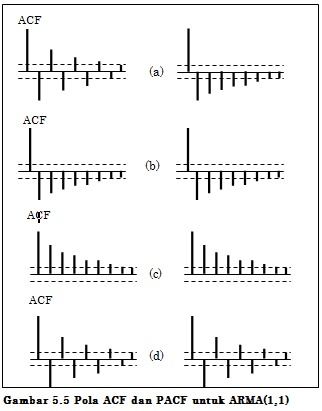 ACF
(a)
ACF
(b)
ACF
(c)
ACF
(d)
Gambar 5.5 Pola ACF dan PACF untuk ARMA(1,1)